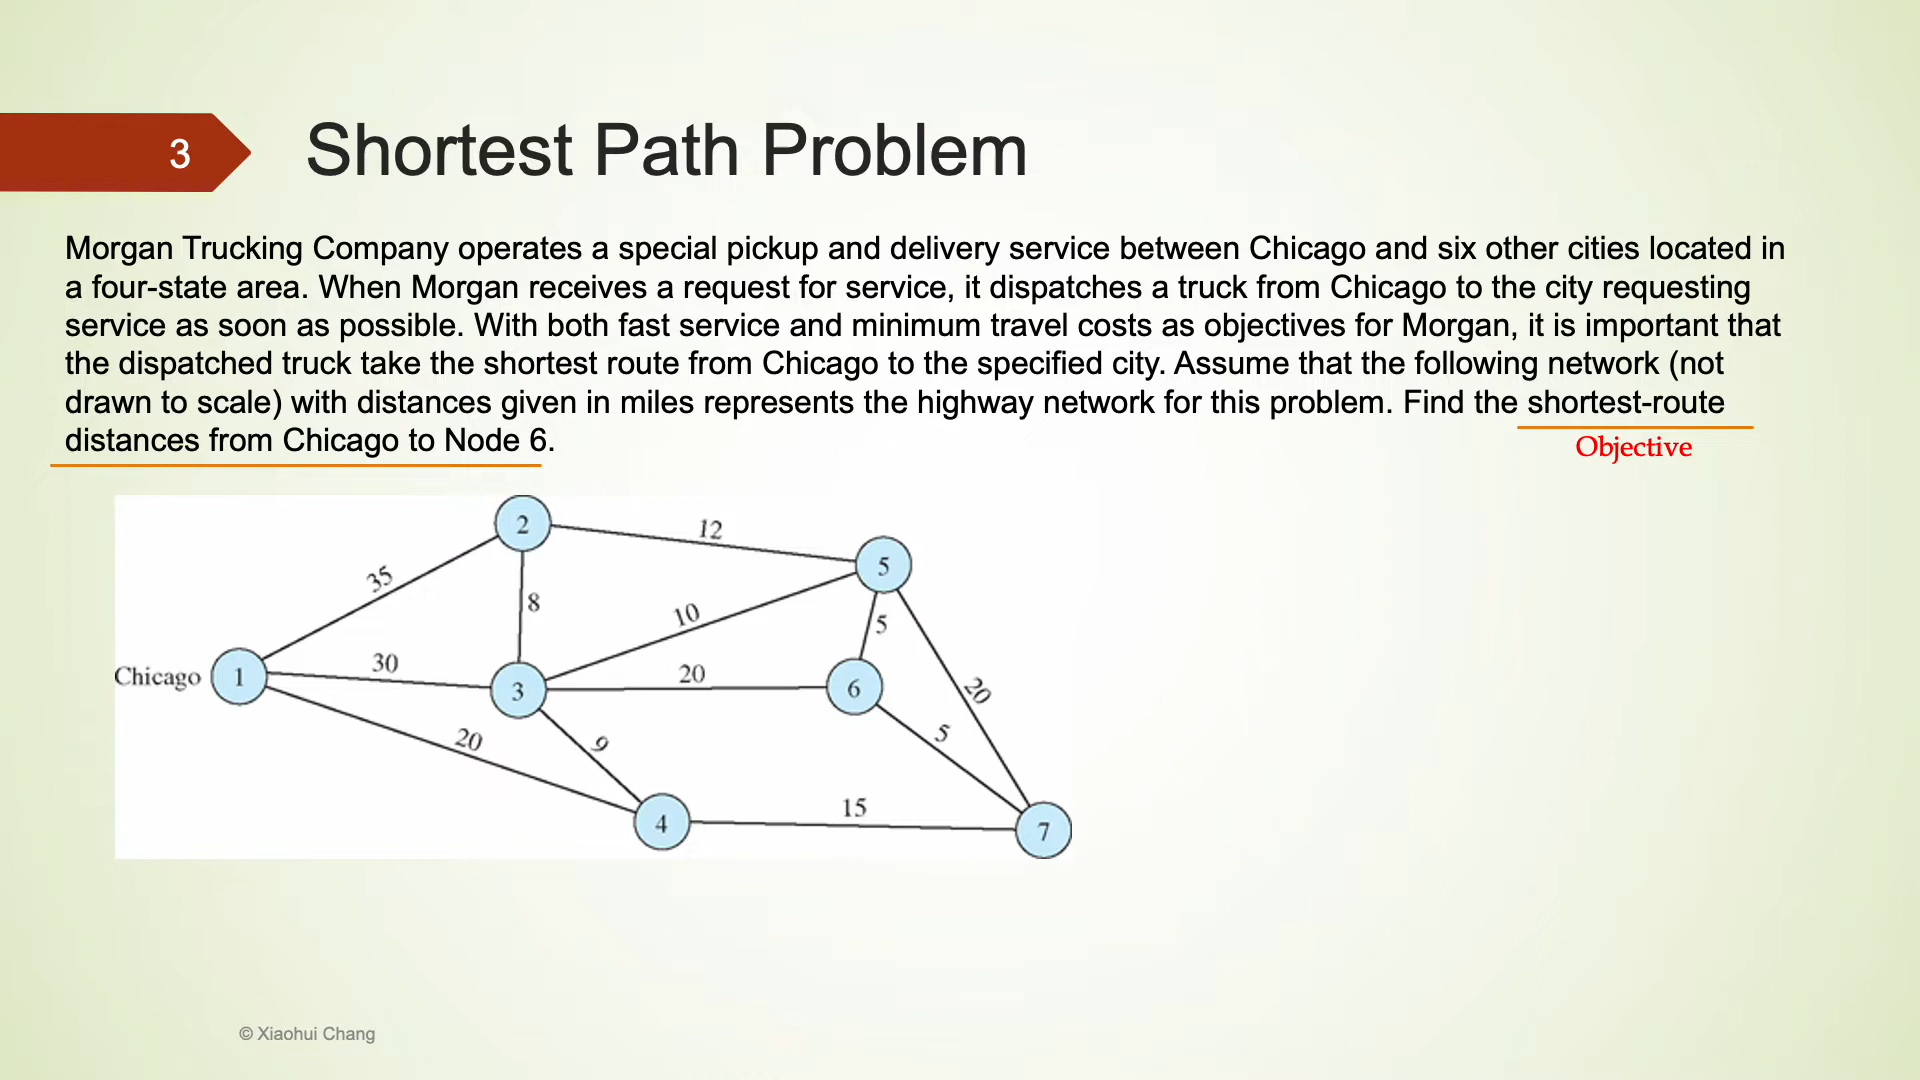 3
Shortest Path Problem
Morgan Trucking Company operates a special pickup and delivery service between Chicago and six other cities located in
a four-state area. When Morgan receives a request for service, it dispatches a truck from Chicago to the city requesting
service as soon as possible. With both fast service and minimum travel costs as objectives for Morgan, it is important that
the dispatched truck take the shortest route from Chicago to the specified city. Assume that the following network (not
drawn to scale) with distances given in miles represents the highway network for this problem. Find the shortest-route
distances from Chicago to Node 6.
Objective
2
12
5
35
8
10
5
Chicago
1
30
3
20
6
20
20
9
5
4
15
7
© Xiaohui Chang